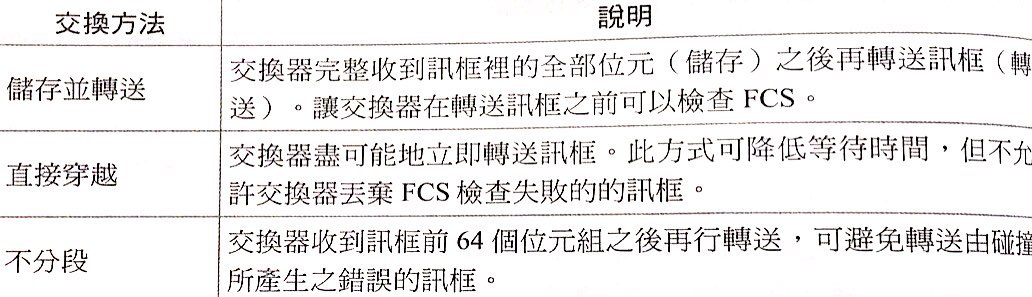 交換方法 說明
儲存並轉送 交換器完整收到訊框裡的全部位元（儲存）之後再轉送訊框（轉
送）。讓交換器在轉送訊框之前可以檢查 FCS。
直接穿越 交換器盡可能地立即轉送訊框。此方式可降低等待時間，但不允
許交換器丟棄 FCS 檢查失敗的的訊框。
不分段 交換器收到訊框前 64 個位元組之後再行轉送，可避免轉送由碰撞
所產生之錯誤的訊框。